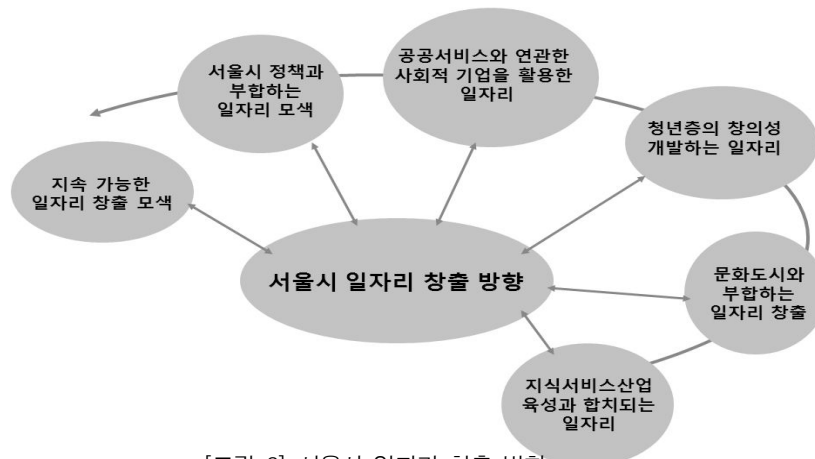 공공서비스와 연관한
사회적 기업을 활용한
일자리
서울시 정책과
부합하는
일자리 모색
청년층의 창의성
개발하는 일자리
지속 가능한
일자리 창출 모색
서울시 일자리 창출 방향
문화도시와
부합하는
일자리 창출
지식서비스산업
육성과 합치되는
일자리